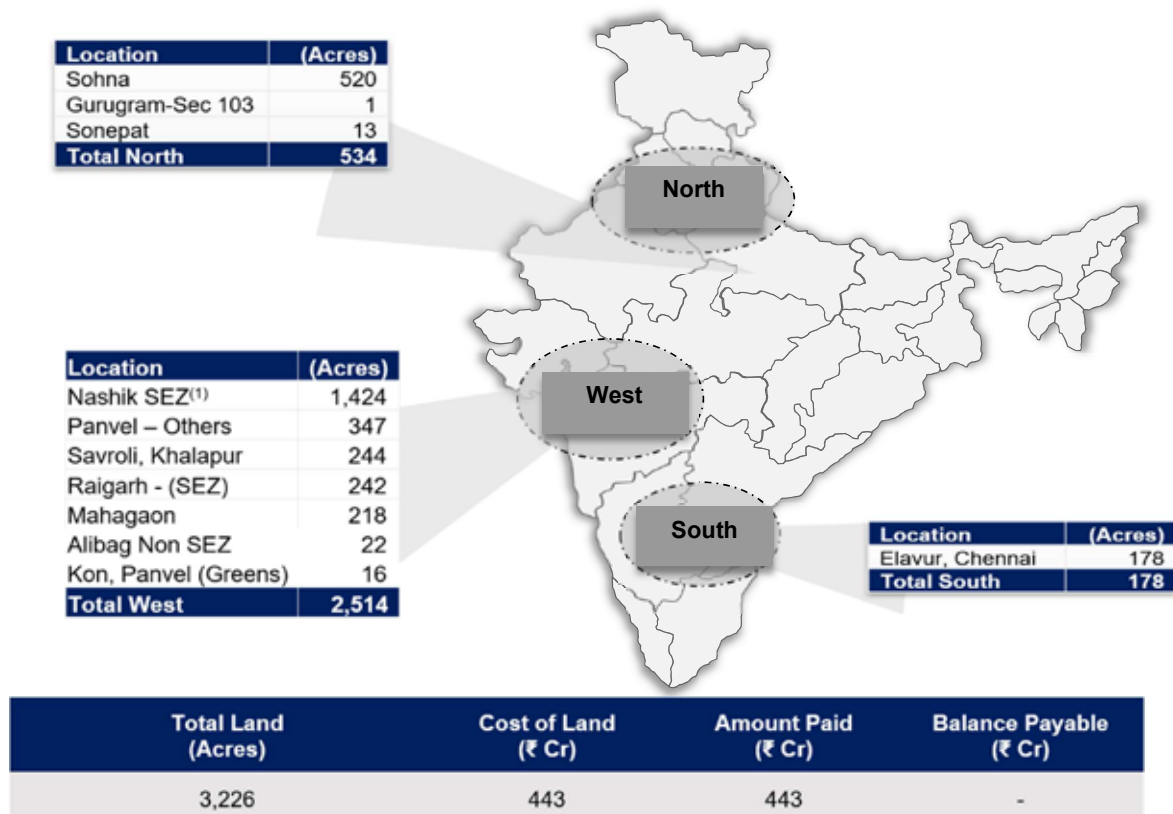 Location (Acres)
Sohna 520
Gurugram-Sec 103 1
Sonepat 13
Total North 534
North
Location (Acres)
Nashik SEZ(1) 1,424
Panvel – Others 347
Savroli, Khalapur 244
Raigarh - (SEZ) 242
Mahagaon 218
Alibag Non SEZ 22
Kon, Panvel (Greens) 16
Total West 2,514
West
South
Location (Acres)
Elavur, Chennai 178
Total South 178
Total Land (Acres) Cost of Land (₹ Cr) Amount Paid (₹ Cr) Balance Payable (₹ Cr)
3,226 443 443 -